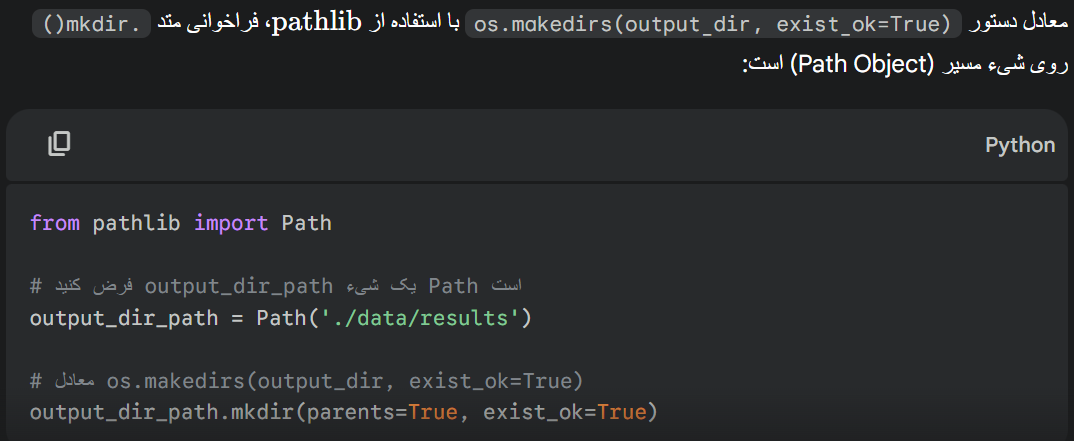 معادل دستور os.makedirs(output_dir, exist_ok=True) با استفاده از pathlib، فراخوانی متد .mkdir()
روی شیء مسیر (Path Object) است:
Python
from pathlib import Path
# فرض کنید output_dir_path یک شیء Path است
output_dir_path = Path('./data/results')
# معادل os.makedirs(output_dir, exist_ok=True)
output_dir_path.mkdir(parents=True, exist_ok=True)